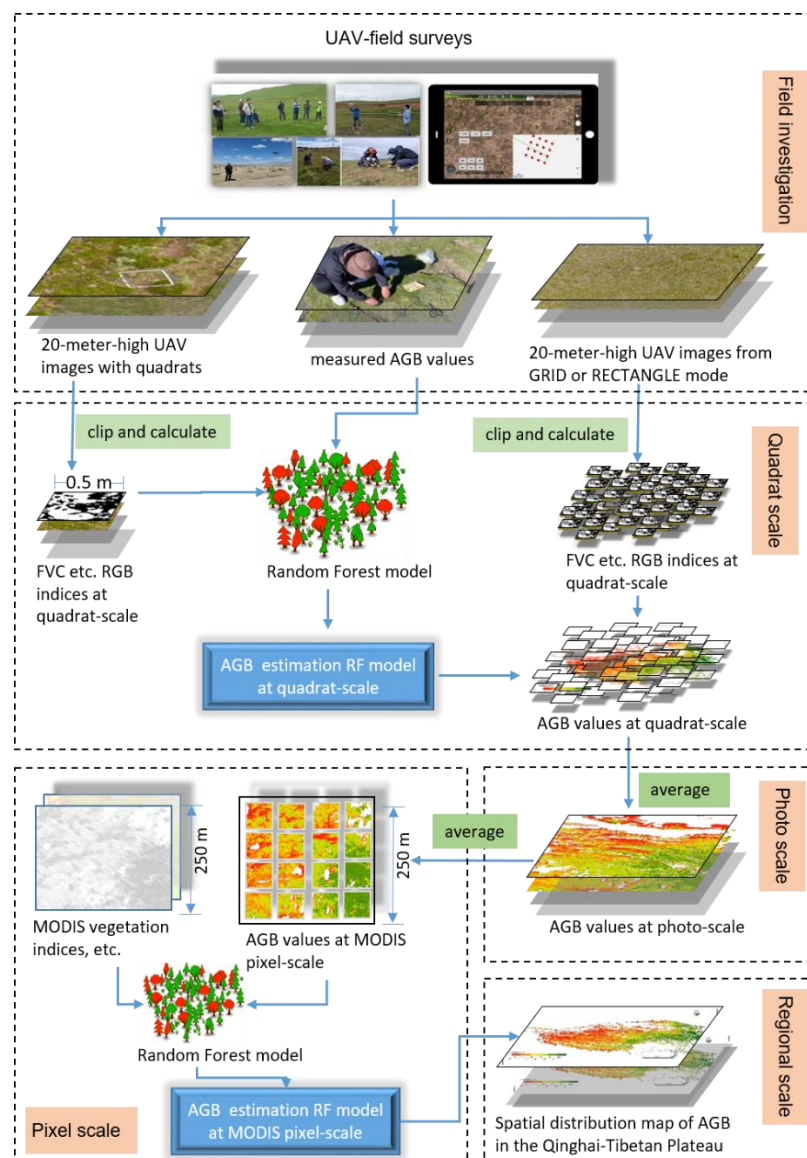 UAV-field surveys
Field investigation
20-meter-high UAV
images with quadrats
measured AGB values
20-meter-high UAV images from
GRID or RECTANGLE mode
clip and calculate
clip and calculate
Quadrat scale
0.5 m
FVC etc. RGB
indices at
quadrat-scale
Random Forest model
FVC etc. RGB indices at
quadrat-scale
AGB estimation RF model
at quadrat-scale
AGB values at quadrat-scale
average
Photo scale
average
250 m
250 m
MODIS vegetation
indices, etc.
AGB values at MODIS
pixel-scale
AGB values at photo-scale
Random Forest model
Regional scale
AGB estimation RF model
at MODIS pixel-scale
Pixel scale
Spatial distribution map of AGB
in the Qinghai-Tibetan Plateau